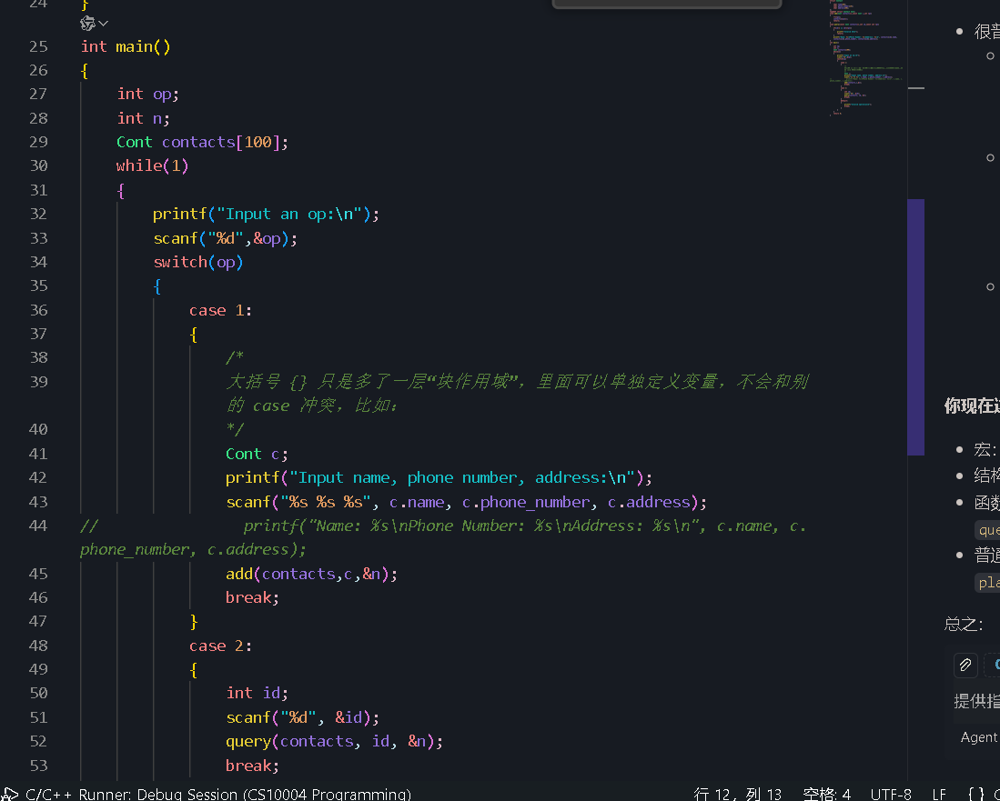 24 }
25 int main()
26 {
27 int op;
28 int n;
29 Cont contacts[100];
30 while(1)
31 {
32 printf("Input an op:\n");
33 scanf("%d",&op);
34 switch(op)
35 {
36 case 1:
37 {
38 /*
39 大括号 {} 只是多了一层“块作用域”，里面可以单独定义变量，不会和别
的 case 冲突，比如：
40 */
41 Cont c;
42 printf("Input name, phone number, address:\n");
43 scanf("%s %s %s", c.name, c.phone_number, c.address);
44 // printf("Name: %s\nPhone Number: %s\nAddress: %s\n", c.name, c.
phone_number, c.address);
45 add(contacts,c,&n);
46 break;
47 }
48 case 2:
49 {
50 int id;
51 scanf("%d", &id);
52 query(contacts, id, &n);
53 break;
很普
你现在这
宏:
结构
函数
que
普通
pla
总之:
提供指
Agent
C/C++ Runner: Debug Session (CS10004 Programming)
行 12，列 13 空格: 4 UTF-8 LF {} C